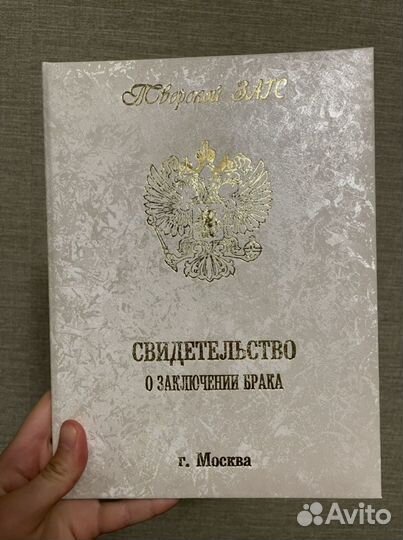 Тверской ЗАГС
СВИДЕТЕЛЬСТВО
О ЗАКЛЮЧЕНИИ БРАКА
г. Москва
Avito